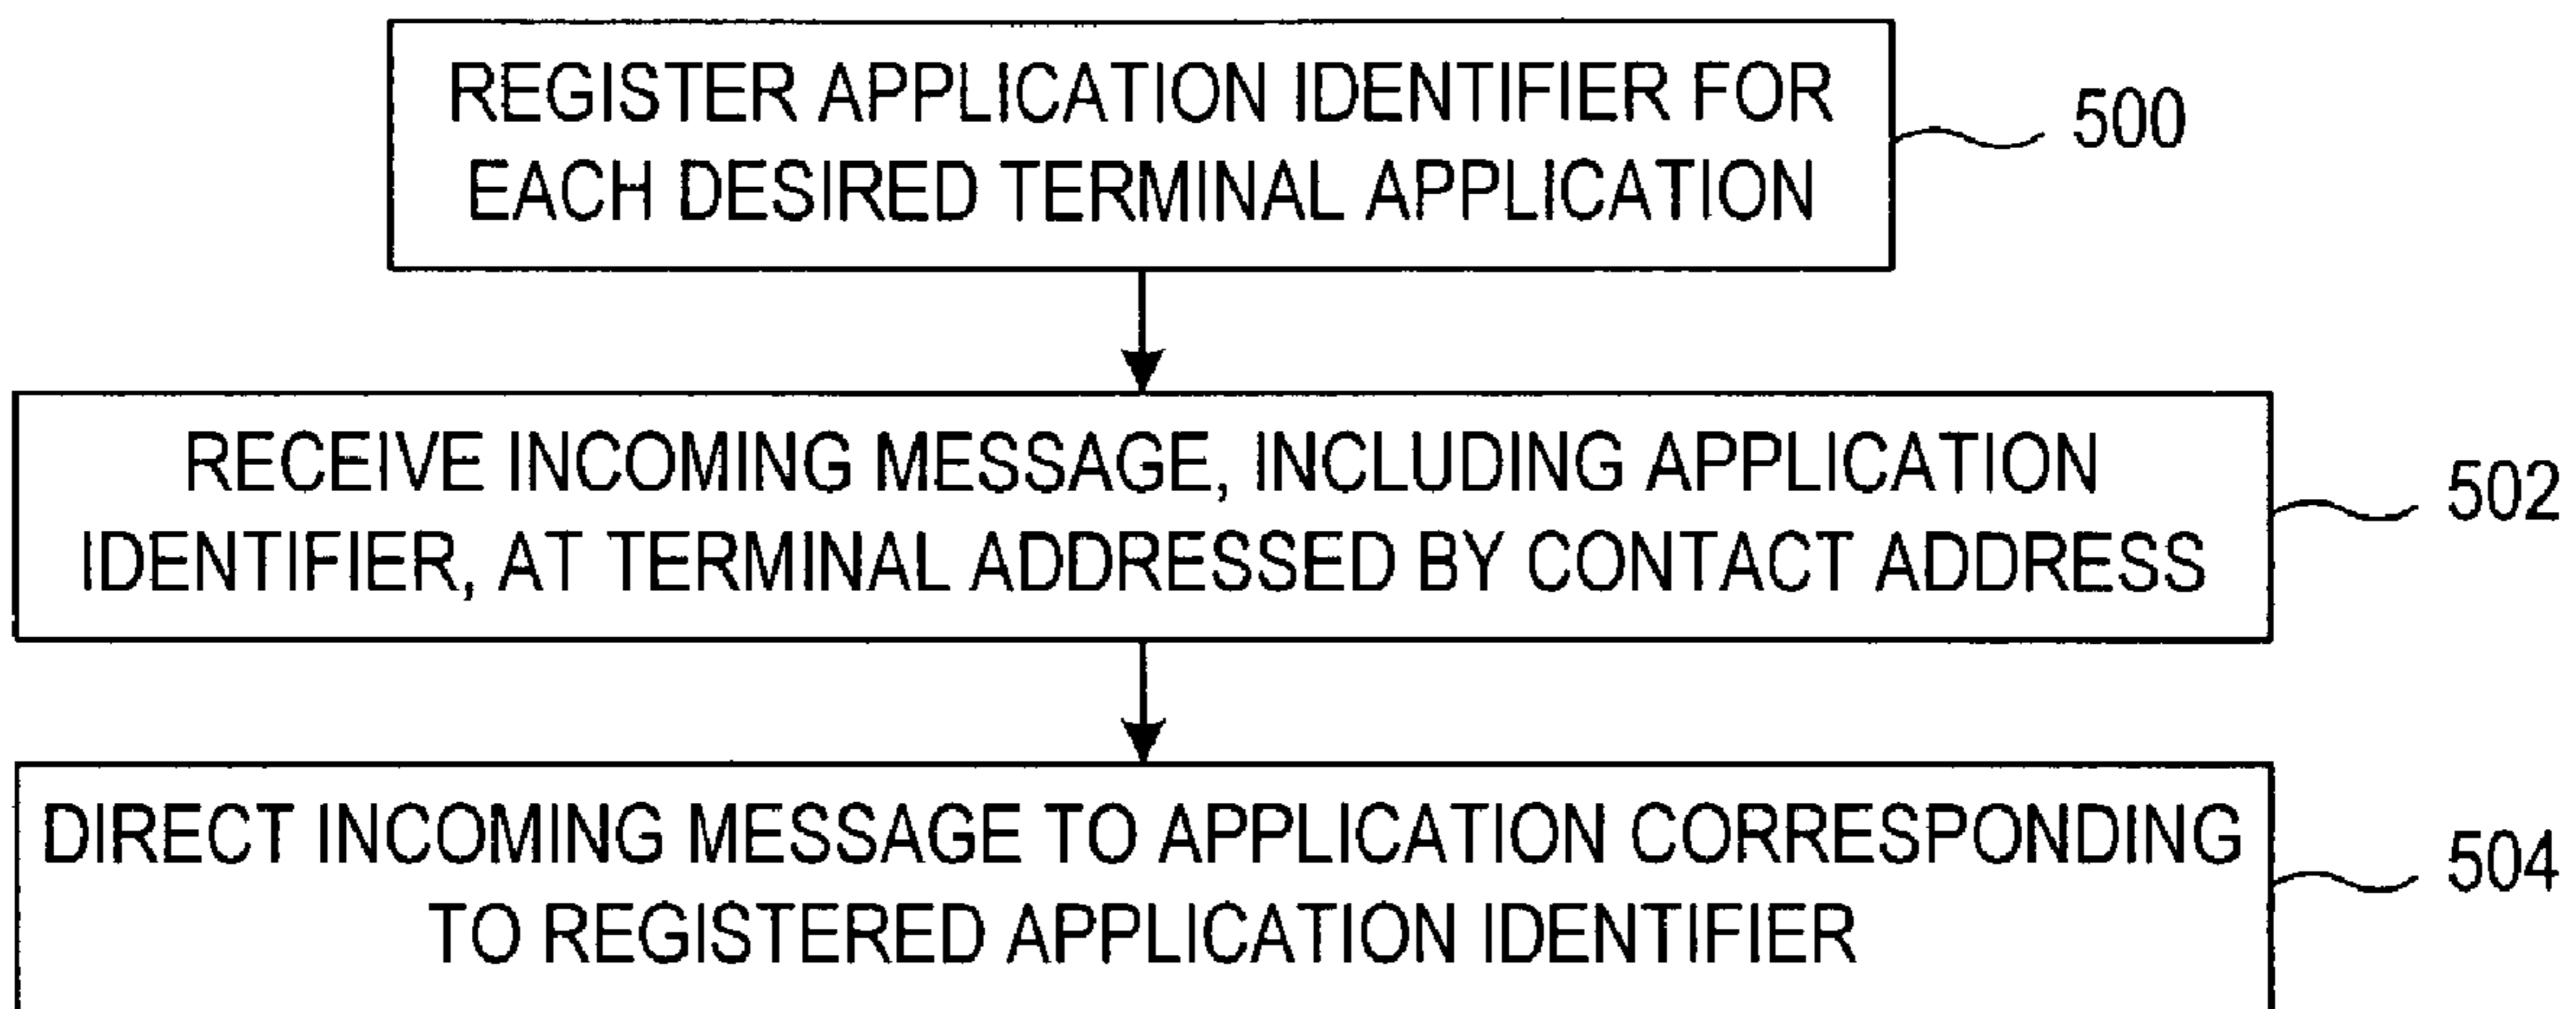 REGISTER APPLICATION IDENTIFIER FOR
EACH DESIRED TERMINAL APPLICATION
500
RECEIVE INCOMING MESSAGE, INCLUDING APPLICATION
IDENTIFIER, AT TERMINAL ADDRESSED BY CONTACT ADDRESS
502
DIRECT INCOMING MESSAGE TO APPLICATION CORRESPONDING
TO REGISTERED APPLICATION IDENTIFIER
504